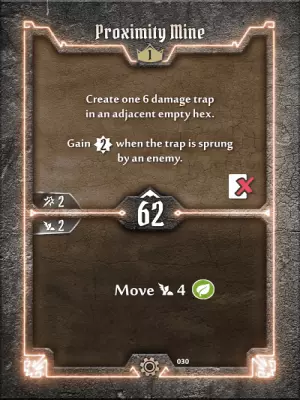 Proximity Mine
1
Create one 6 damage trap
in an adjacent empty hex.
Gain 2 when the trap is sprung
by an enemy.
2
62
2
Move 4
030